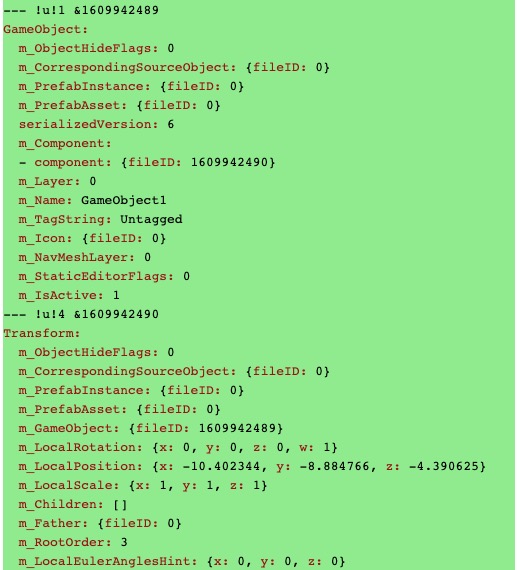 --- !u!1 &1609942489
GameObject:
  m_ObjectHideFlags: 0
  m_CorrespondingSourceObject: {fileID: 0}
  m_PrefabInstance: {fileID: 0}
  m_PrefabAsset: {fileID: 0}
  serializedVersion: 6
  m_Component:
  - component: {fileID: 1609942490}
  m_Layer: 0
  m_Name: GameObject1
  m_TagString: Untagged
  m_Icon: {fileID: 0}
  m_NavMeshLayer: 0
  m_StaticEditorFlags: 0
  m_IsActive: 1
--- !u!4 &1609942490
Transform:
  m_ObjectHideFlags: 0
  m_CorrespondingSourceObject: {fileID: 0}
  m_PrefabInstance: {fileID: 0}
  m_PrefabAsset: {fileID: 0}
  m_GameObject: {fileID: 1609942489}
  m_LocalRotation: {x: 0, y: 0, z: 0, w: 1}
  m_LocalPosition: {x: -10.402344, y: -8.884766, z: -4.390625}
  m_LocalScale: {x: 1, y: 1, z: 1}
  m_Children: []
  m_Father: {fileID: 0}
  m_RootOrder: 3
  m_LocalEulerAnglesHint: {x: 0, y: 0, z: 0}